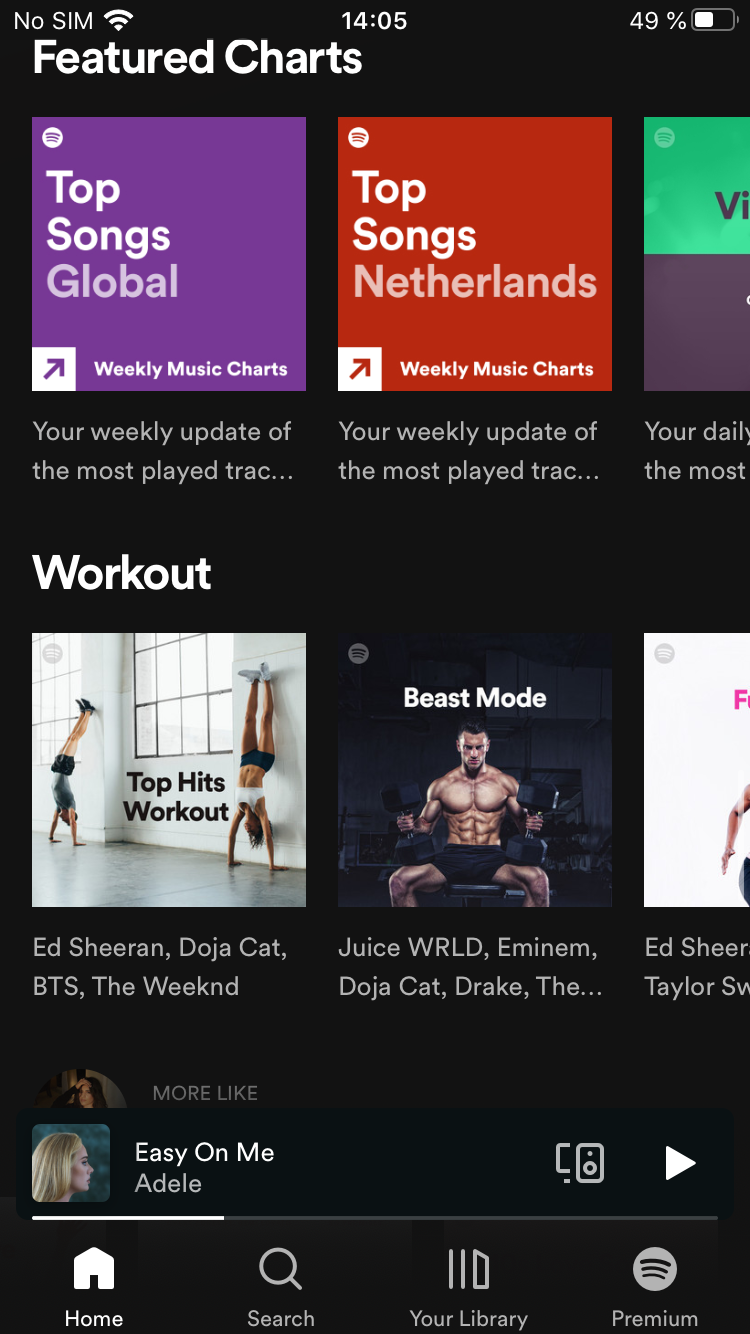 No SIM 14:05 49 %
Featured Charts
Top
Songs
Global
Weekly Music Charts
Top
Songs
Netherlands
Weekly Music Charts
Vi
Your weekly update of
the most played trac...
Your weekly update of
the most played trac...
Your daily
the most
Workout
Top Hits
Workout
Beast Mode
Fu
Ed Sheeran, Doja Cat,
BTS, The Weeknd
Juice WRLD, Eminem,
Doja Cat, Drake, The...
Ed Sheer
Taylor Sw
MORE LIKE
Easy On Me
Adele
Home
Search
Your Library
Premium